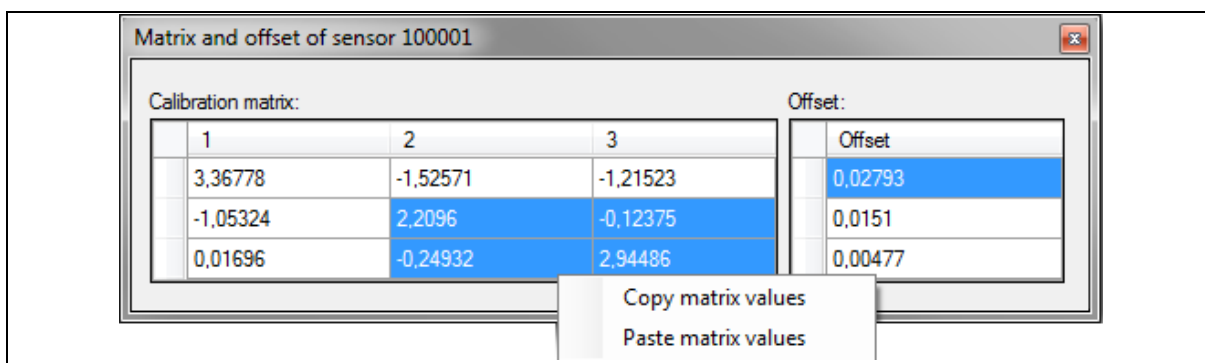 Matrix and offset of sensor 100001
Calibration matrix: Offset:
1 2 3 Offset
3,36778 -1,52571 -1,21523 0,02793
-1,05324 2,2096 -0,12375 0,0151
0,01696 -0,24932 2,94486 0,00477
Copy matrix values
Paste matrix values